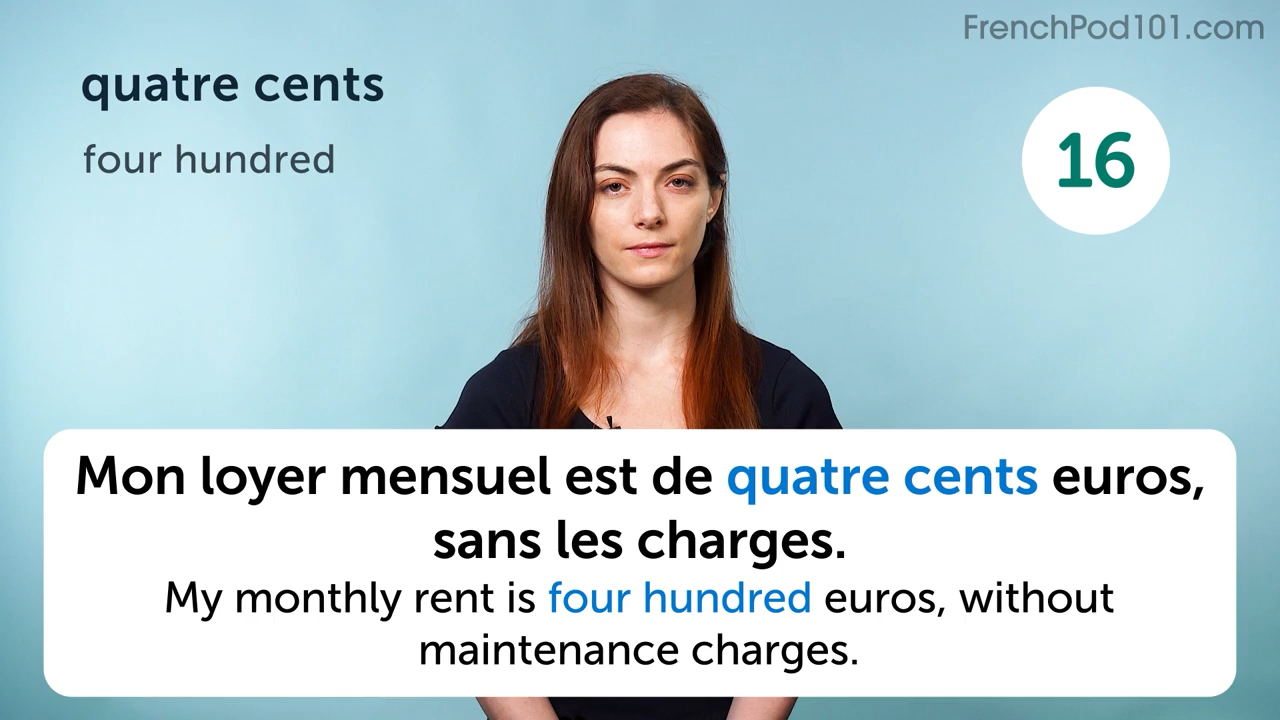 FrenchPod101.com
quatre cents
four hundred
16
Mon loyer mensuel est de quatre cents euros,
sans les charges.
My monthly rent is four hundred euros, without
maintenance charges.